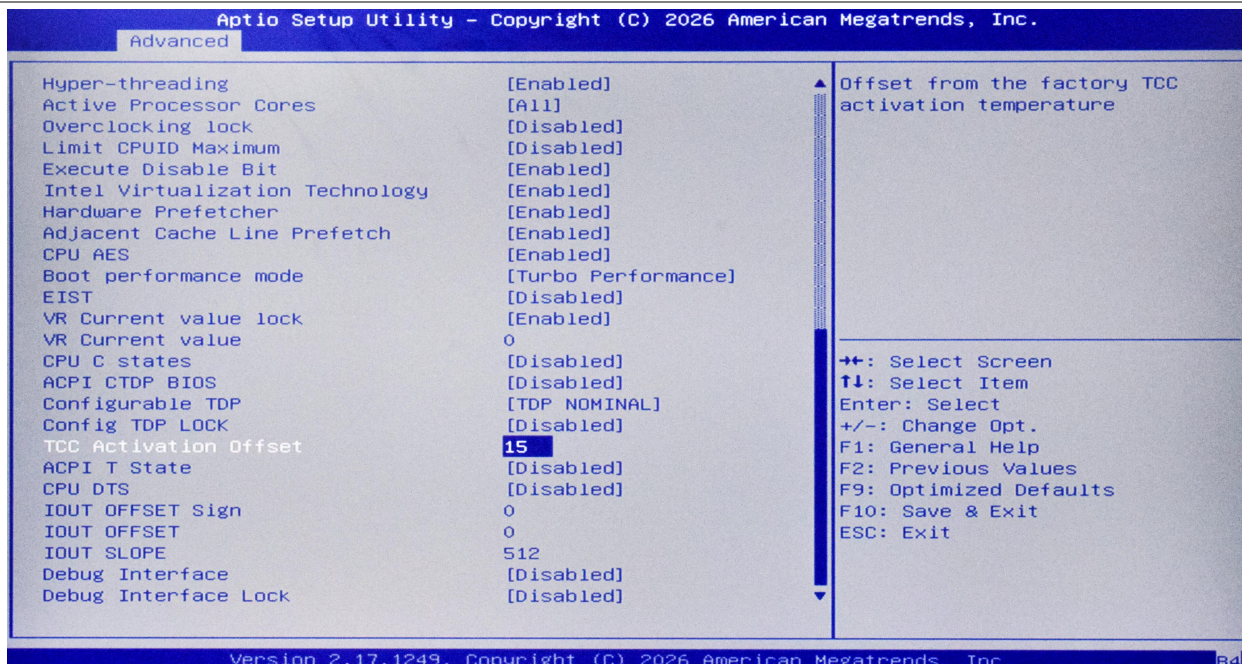 Aptio Setup Utility – Copyright (C) 2026 American Megatrends, Inc.
Advanced
Hyper-threading [Enabled]
Active Processor Cores [All]
Overclocking lock [Disabled]
Limit CPUID Maximum [Disabled]
Execute Disable Bit [Enabled]
Intel Virtualization Technology [Enabled]
Hardware Prefetcher [Enabled]
Adjacent Cache Line Prefetch [Enabled]
CPU AES [Enabled]
Boot performance mode [Turbo Performance]
EIST [Disabled]
VR Current value lock [Enabled]
VR Current value 0
CPU C states [Disabled]
ACPI CTDP BIOS [Disabled]
Configurable TDP [TDP NOMINAL]
Config TDP LOCK [Disabled]
TCC Activation Offset 15
ACPI T State [Disabled]
CPU DTS [Disabled]
IOUT OFFSET Sign 0
IOUT OFFSET 0
IOUT SLOPE 512
Debug Interface [Disabled]
Debug Interface Lock [Disabled]
Offset from the factory TCC
activation temperature
→←: Select Screen
↑↓: Select Item
Enter: Select
+/-: Change Opt.
F1: General Help
F2: Previous Values
F9: Optimized Defaults
F10: Save & Exit
ESC: Exit
Version 2.17.1249. Copyright (C) 2026 American Megatrends, Inc.
B4